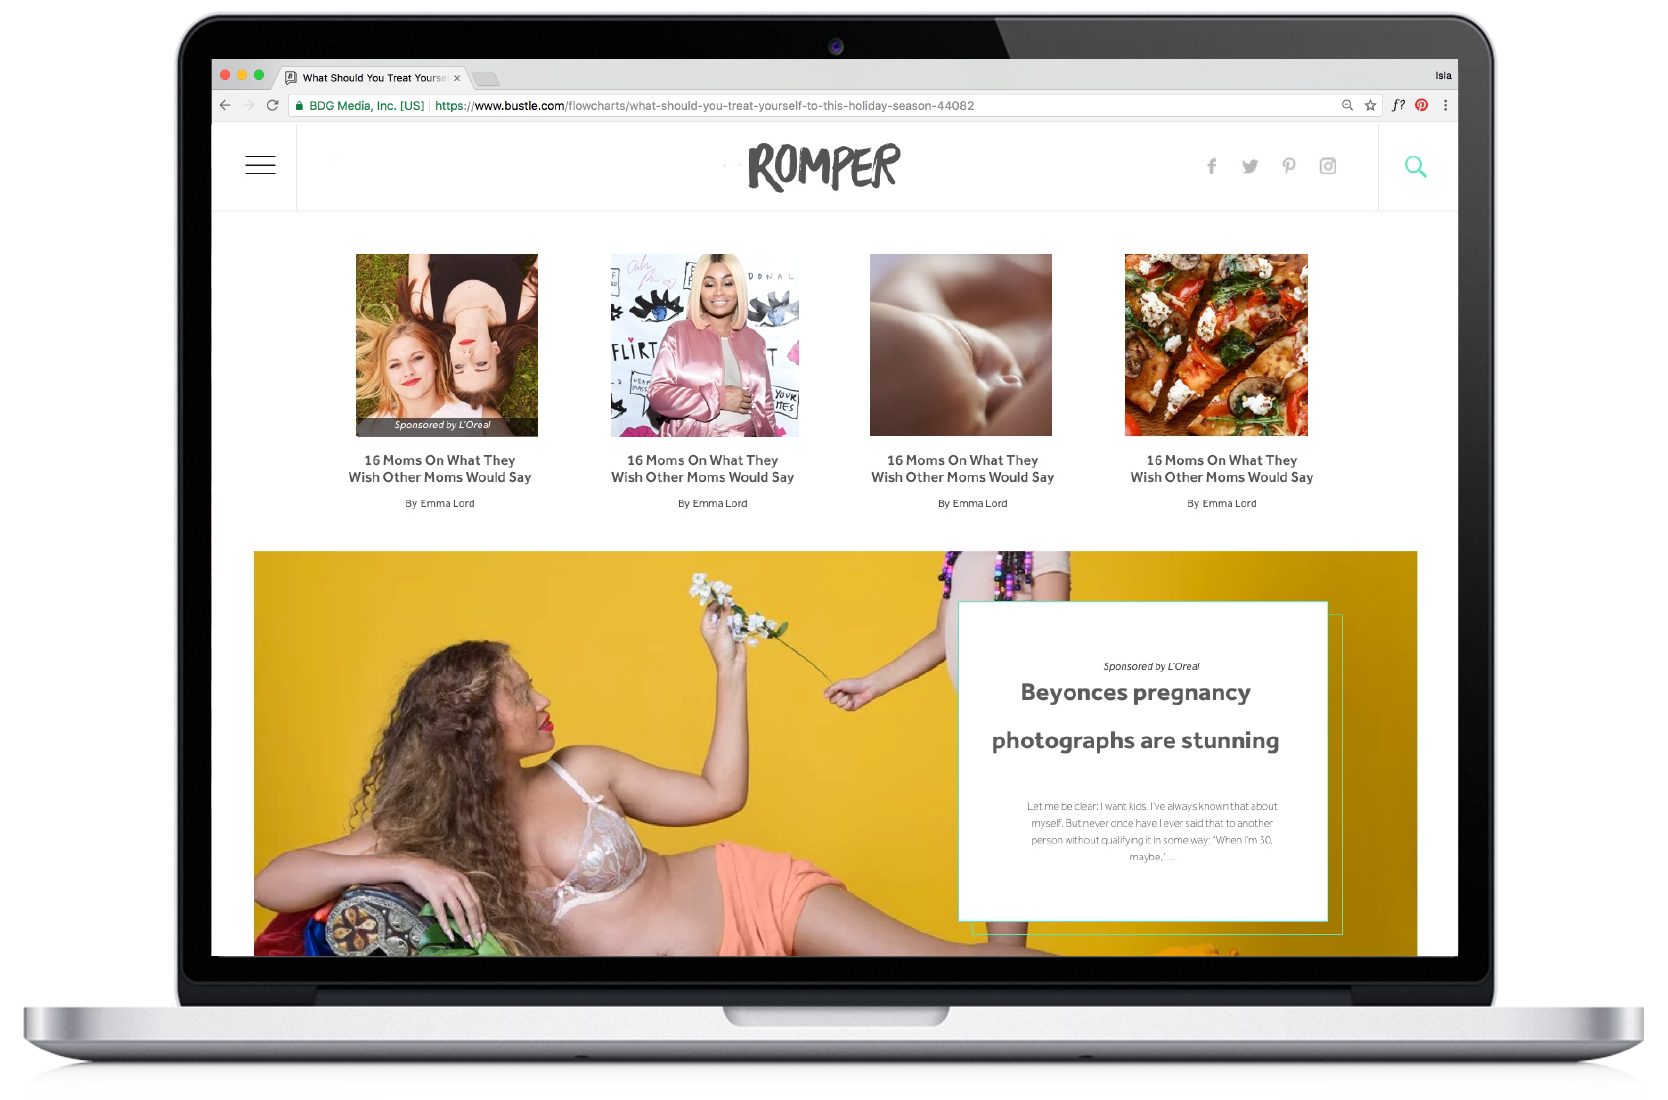 What Should You Treat Yourse
Isla
BDG Media, Inc. [US] https://www.bustle.com/flowcharts/what-should-you-treat-yourself-to-this-holiday-season-44082
f?
ROMPER
DONAL
FLIRT
T
YOUR
Sponsored by L'Oreal
16 Moms On What They
Wish Other Moms Would Say
By Emma Lord
16 Moms On What They
Wish Other Moms Would Say
By Emma Lord
16 Moms On What They
Wish Other Moms Would Say
By Emma Lord
16 Moms On What They
Wish Other Moms Would Say
By Emma Lord
Sponsored by L'Oreal
Beyonces pregnancy
photographs are stunning
Let me be clear: I want kids. I've always known that about
myself. But never once have I ever said that to another
person without qualifying it in some way: "When I'm 30,
maybe," ...